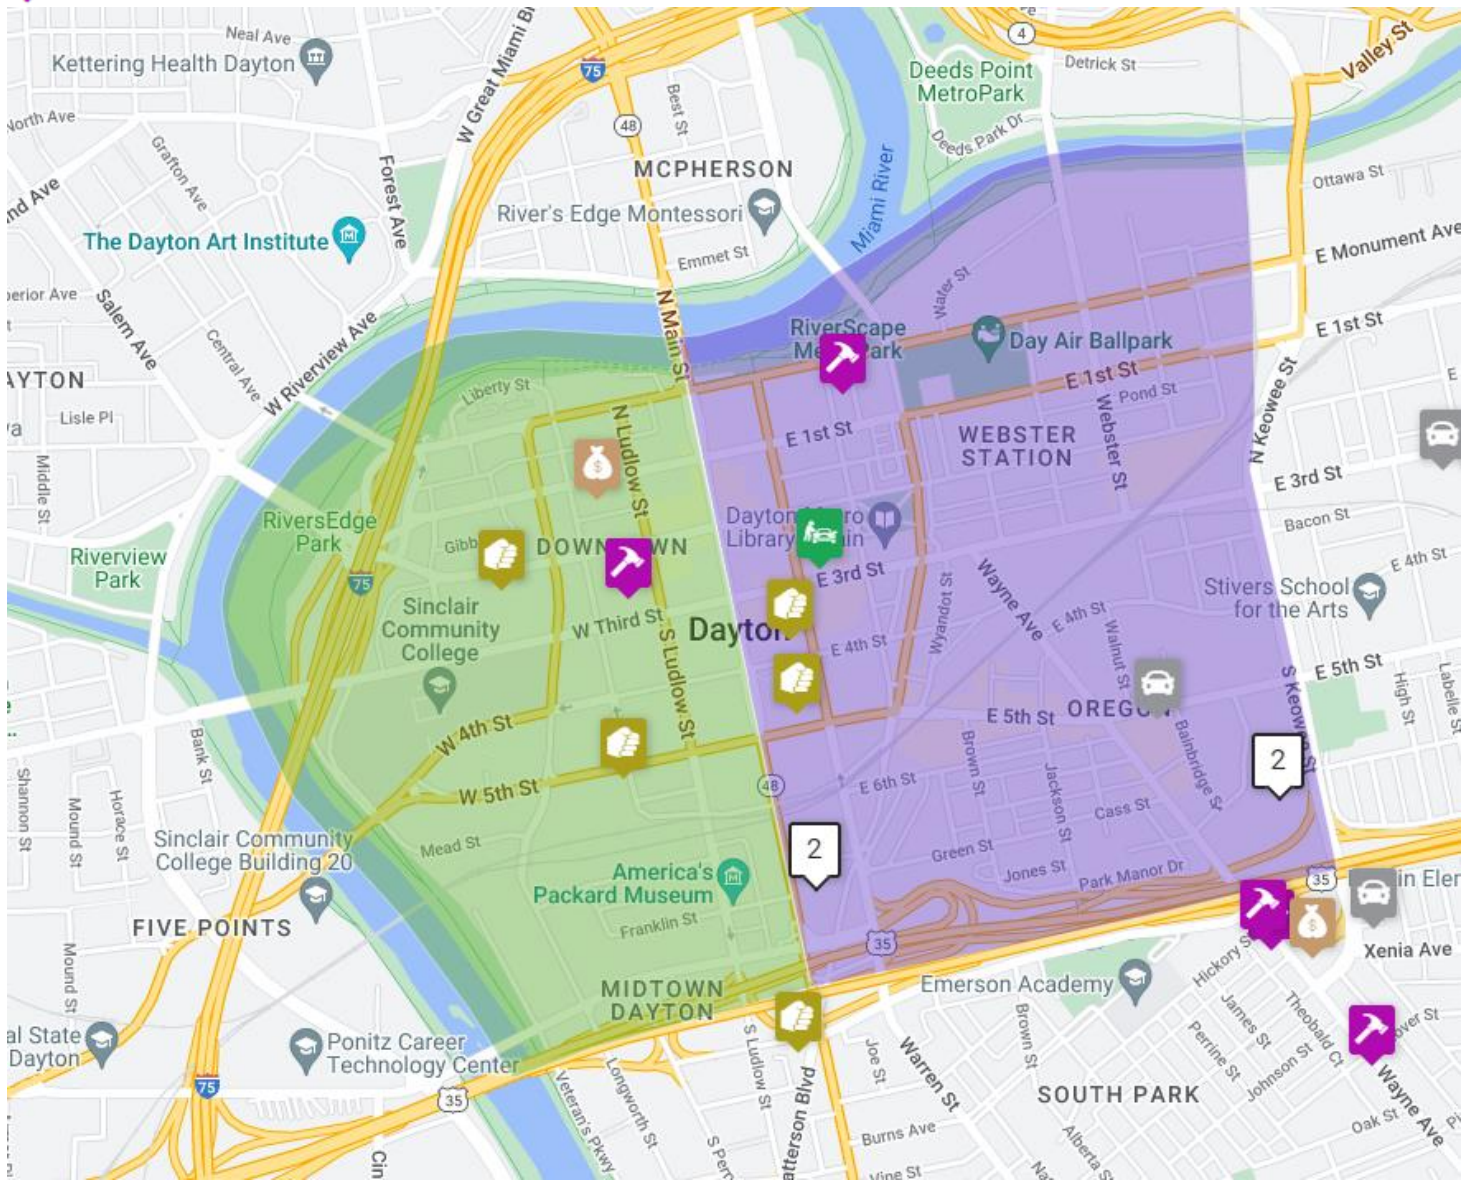 Neal Ave
Kettering Health Dayton
North Ave
Grafton Ave
Forest Ave
W Great Miami
75
48
Best St
4
Detrick St
Valley St
Deeds Point
MetroPark
Deeds Park Dr
MCPHERSON
River's Edge Montessori
Miami River
Ottawa St
The Dayton Art Institute
Emmet St
E Monument Ave
Salem Ave
Central Ave
W Riverview Ave
N Main St
Water St
RiverScape
Day Air Ballpark
E 1st St
E 1st St
Pond St
Lisle Pl
Liberty St
N Ludlow St
E 1st St
WEBSTER
STATION
Webster St
N Keowee St
Middle St
E 3rd St
Bacon St
RiversEdge
Park
Riverview
Park
75
E 4th St
Sinclair
Community
College
W Third St
Dayton
E 3rd St
Wyandot St
Wayne Ave
E 4th St
E 4th St
Walnut St
Stivers School
for the Arts
S Ludlow St
E 5th St
E 5th St
High St
Labelle St
W 4th St
W 5th St
Bank St
Shannon St
Mound St
Horace St
48
E 6th St
Brown St
Jackson St
Bainbridge St
Cass St
2
2
Sinclair Community
College Building 20
Mead St
Green St
Jones St
Park Manor Dr
35
America's
Packard Museum
Franklin St
FIVE POINTS
Mound St
35
Xenia Ave
Emerson Academy
MIDTOWN
DAYTON
Dayton
Ponitz Career
Technology Center
75
35
Veteran's Pkwy
Longworth St
S Ludlow St
Joe St
Warren St
Brown St
James St
Perrine St
Johnson St
Theobald Ct
Wayne Ave
SOUTH PARK
Burns Ave
Vine St
Alberta St
Oak St